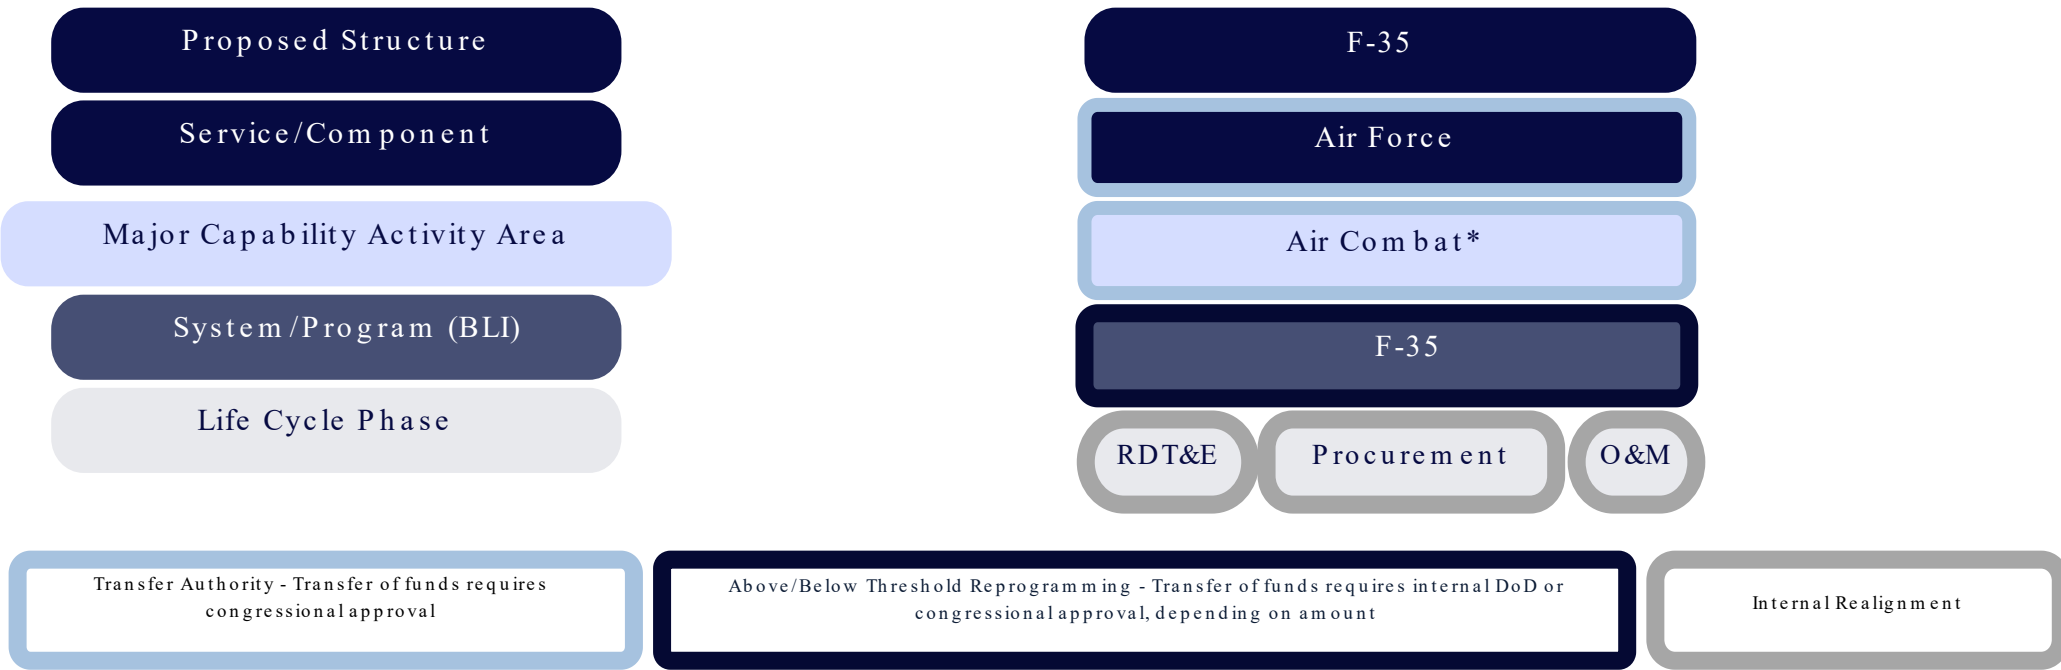 Proposed Structure
F-35
Service/Component
Air Force
Major Capability Activity Area
Air Combat*
System/Program (BLI)
F-35
Life Cycle Phase
RDT&E
Procurement
O&M
Transfer Authority - Transfer of funds requires
congressional approval
Above/Below Threshold Reprogramming - Transfer of funds requires internal DoD or
congressional approval, depending on amount
Internal Realignment